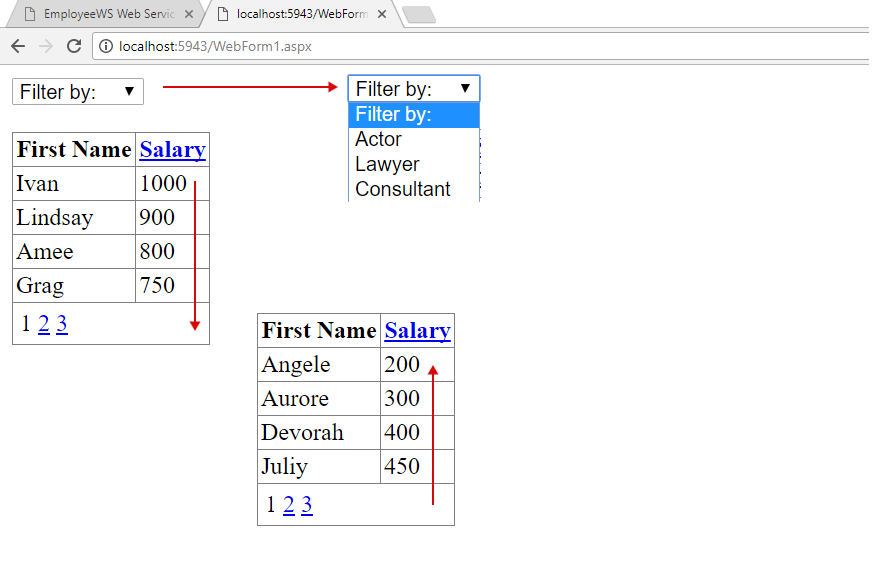 EmployeeWS Web Servic
localhost:5943/WebForm
localhost:5943/WebForm1.aspx
Filter by:
Filter by:
Filter by:
Actor
Lawyer
Consultant
First Name Salary
Ivan 1000
Lindsay 900
Amee 800
Grag 750
1 2 3
First Name Salary
Angele 200
Aurore 300
Devorah 400
Juliy 450
1 2 3